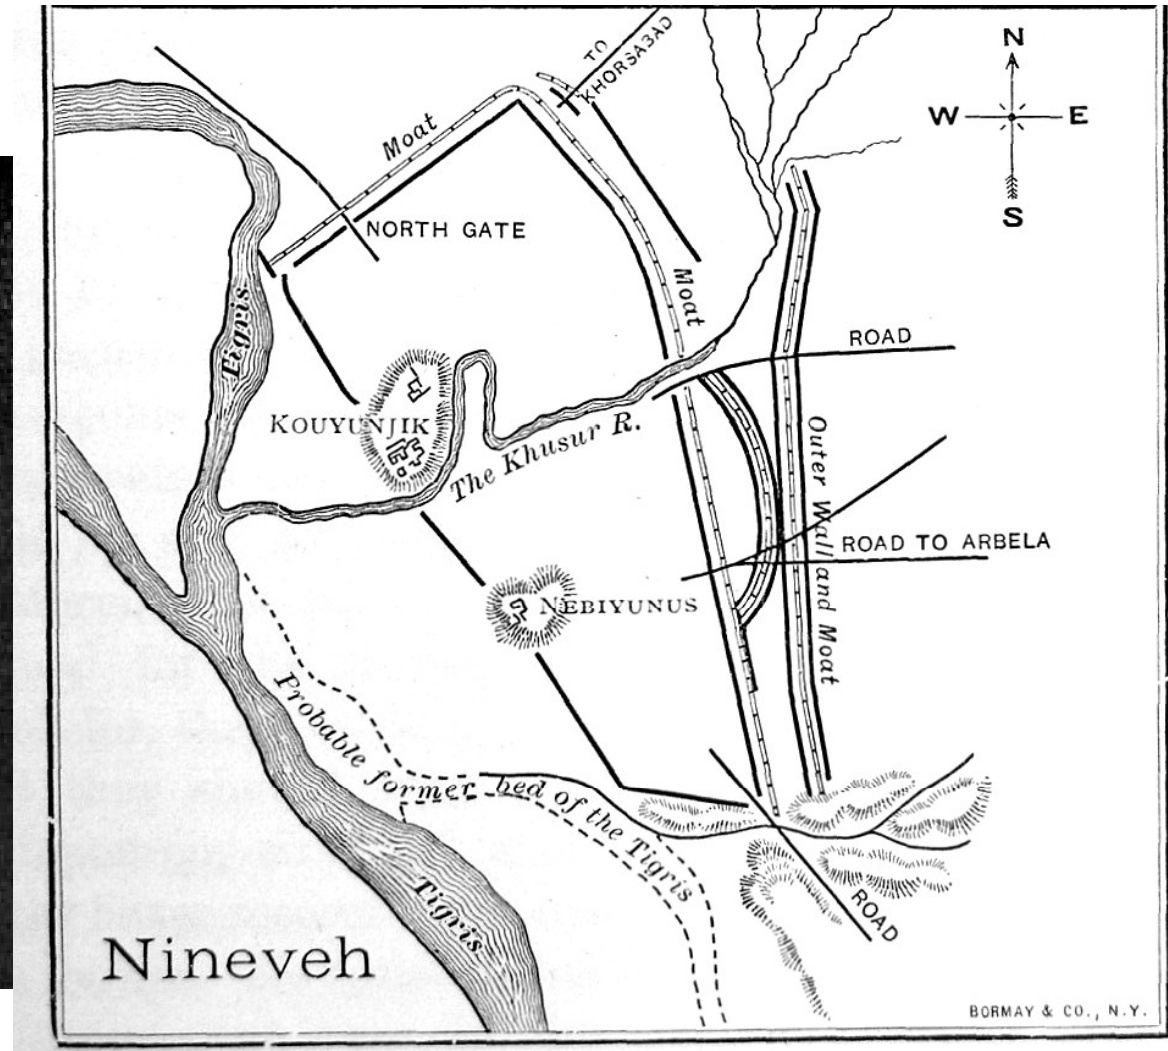 N
W E
S
TO
KHORSABAD
Moat
NORTH GATE
Moat
Tigris
ROAD
KOUYUNJIK
The Khusur R.
Outer Wall and Moat
ROAD TO ARBELA
NEBIYUNUS
Probable former bed of the Tigris
Tigris
ROAD
Nineveh
BORMAY & CO., N.Y.